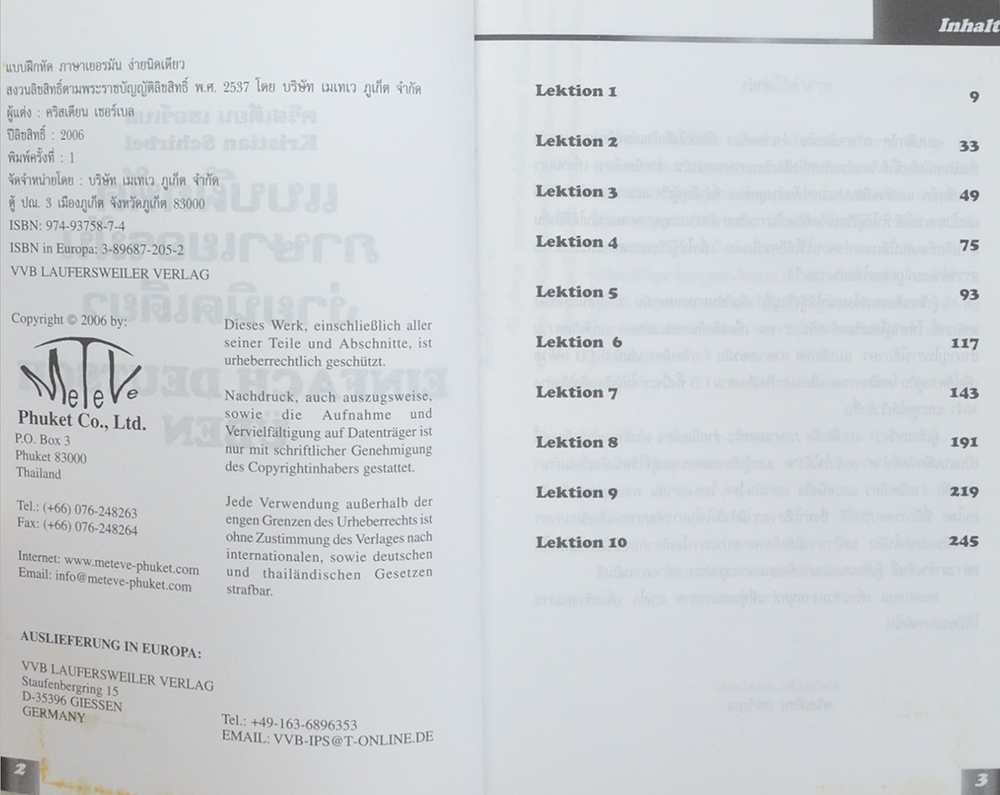 แบบฝึกหัด ภาษาเยอรมัน ง่ายนิดเดียว
สงวนลิขสิทธิ์ตามพระราชบัญญัติลิขสิทธิ์ พ.ศ. 2537 โดย บริษัท เมเทเว ภูเก็ต จำกัด
ผู้แต่ง : คริสเตียน เชอร์เบล
ปีลิขสิทธิ์ : 2006
พิมพ์ครั้งที่ : 1
จัดจำหน่ายโดย : บริษัท เมเทเว ภูเก็ต จำกัด
ตู้ ปณ. 3 เมืองภูเก็ต จังหวัดภูเก็ต 83000
ISBN: 974-93758-7-4
ISBN in Europa: 3-89687-205-2
VVB LAUFERSWEILER VERLAG
Copyright © 2006 by:
MeTeVe
Phuket Co., Ltd.
P.O. Box 3
Phuket 83000
Thailand
Tel.: (+66) 076-248263
Fax: (+66) 076-248264
Internet: www.meteve-phuket.com
Email: info@meteve-phuket.com
Dieses Werk, einschließlich aller
seiner Teile und Abschnitte, ist
urheberrechtlich geschützt.
Nachdruck, auch auszugsweise,
sowie die Aufnahme und
Vervielfältigung auf Datenträger ist
nur mit schriftlicher Genehmigung
des Copyrightinhabers gestattet.
Jede Verwendung außerhalb der
engen Grenzen des Urheberrechts ist
ohne Zustimmung des Verlages nach
internationalen, sowie deutschen
und thailändischen Gesetzen
strafbar.
AUSLIEFERUNG IN EUROPA:
VVB LAUFERSWEILER VERLAG
Staufenbergring 15
D-35396 GIESSEN
GERMANY
Tel.: +49-163-6896353
EMAIL: VVB-IPS@T-ONLINE.DE
2
Inhalt
Lektion 1 9
Lektion 2 33
Lektion 3 49
Lektion 4 75
Lektion 5 93
Lektion 6 117
Lektion 7 143
Lektion 8 191
Lektion 9 219
Lektion 10 245
3